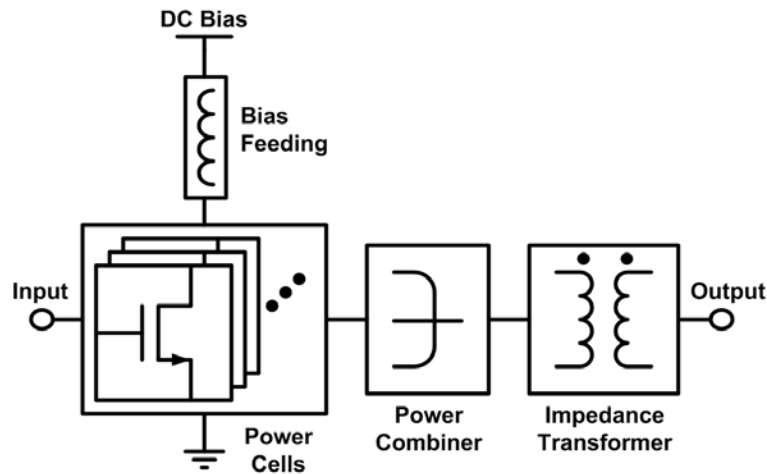 DC Bias
Bias
Feeding
Input
Output
Power
Cells
Power
Combiner
Impedance
Transformer